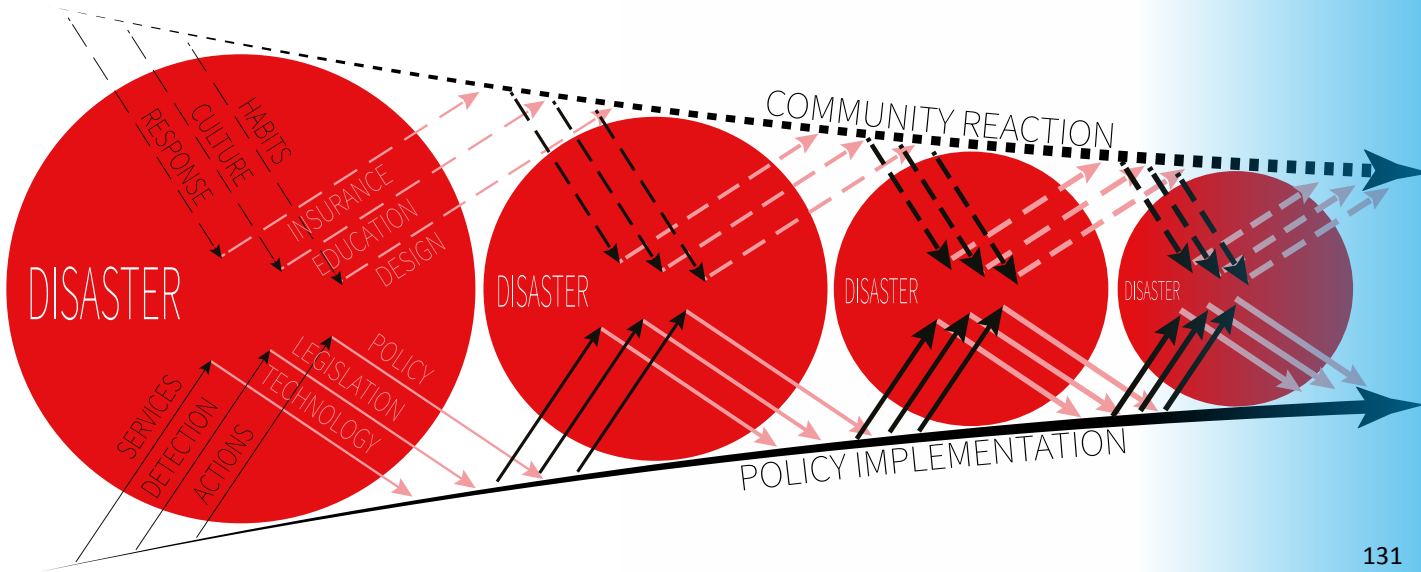 COMMUNITY REACTION
HABITS
CULTURE
RESPONSE
INSURANCE
EDUCATION
DESIGN
DISASTER
DISASTER
DISASTER
DISASTER
SERVICES
DETECTION
ACTIONS
POLICY
LEGISLATION
TECHNOLOGY
POLICY IMPLEMENTATION
131